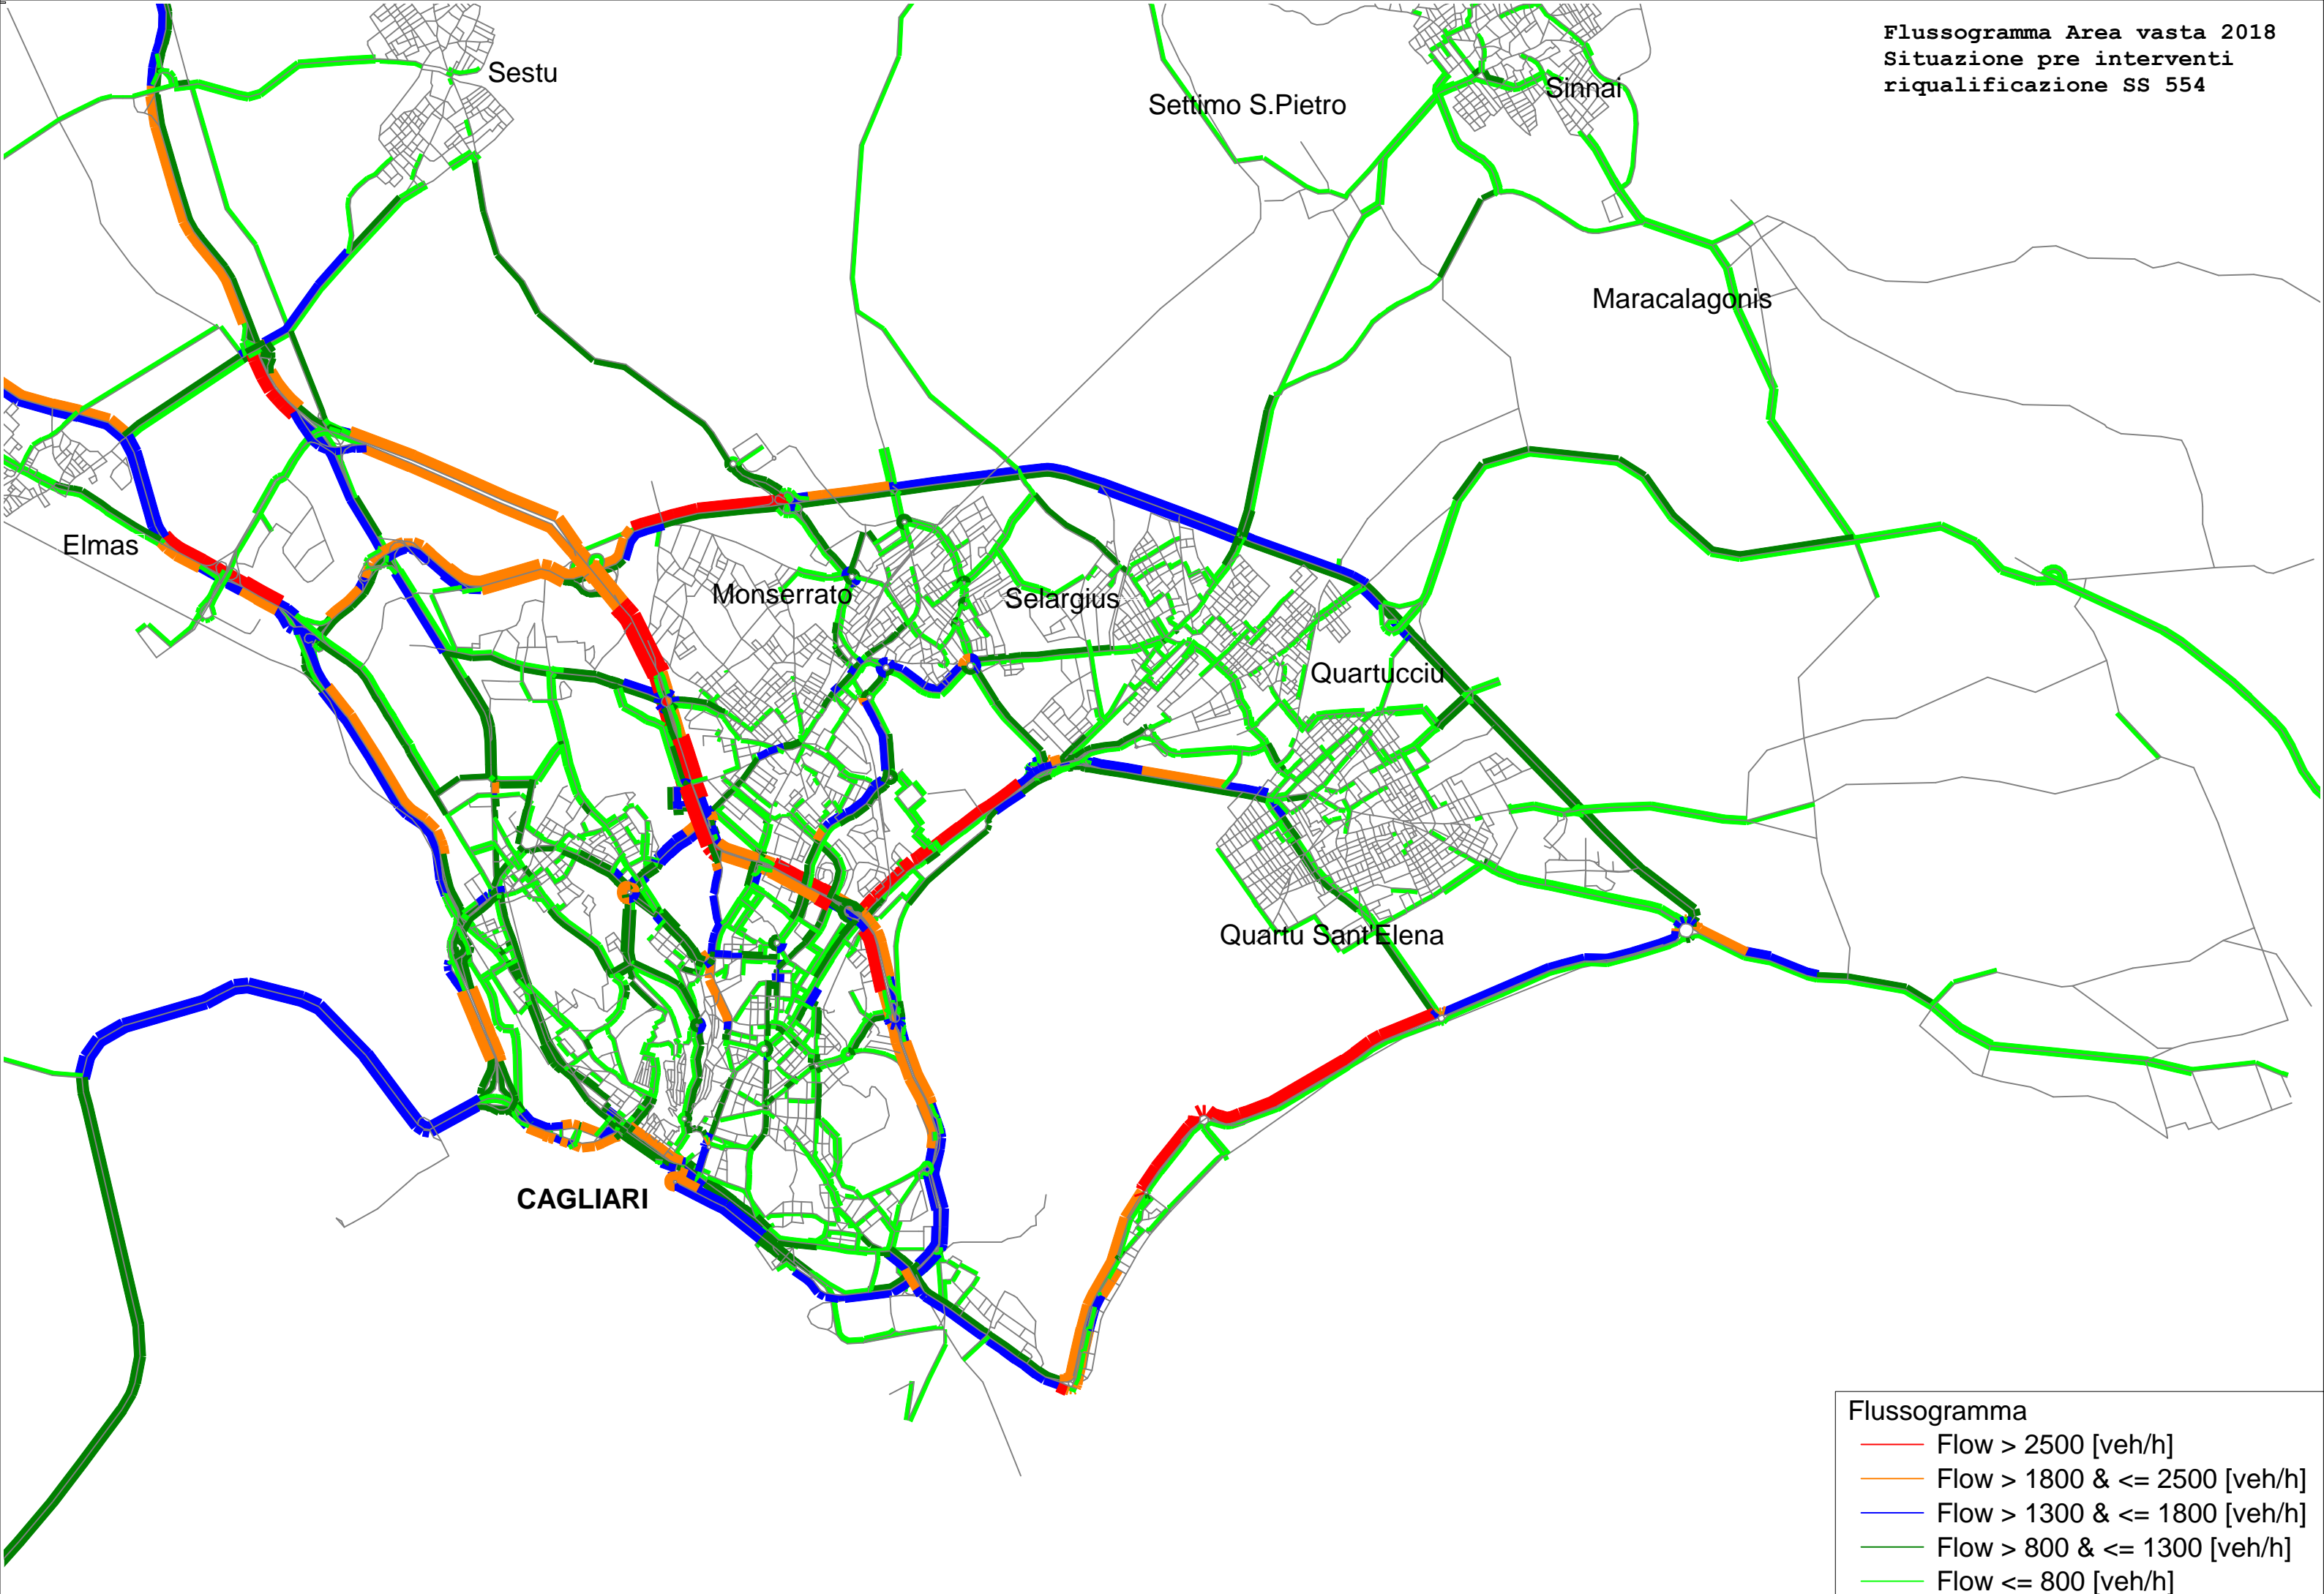 Flussogramma Area vasta 2018
Situazione pre interventi
riqualificazione SS 554
Sestu
Sinnai
Settimo S.Pietro
Maracalagonis
Elmas
Monserrato
Selargius
Quartucciu
Quartu Sant'Elena
CAGLIARI
Flussogramma
Flow > 2500 [veh/h]
Flow > 1800 & <= 2500 [veh/h]
Flow > 1300 & <= 1800 [veh/h]
Flow > 800 & <= 1300 [veh/h]
Flow <= 800 [veh/h]